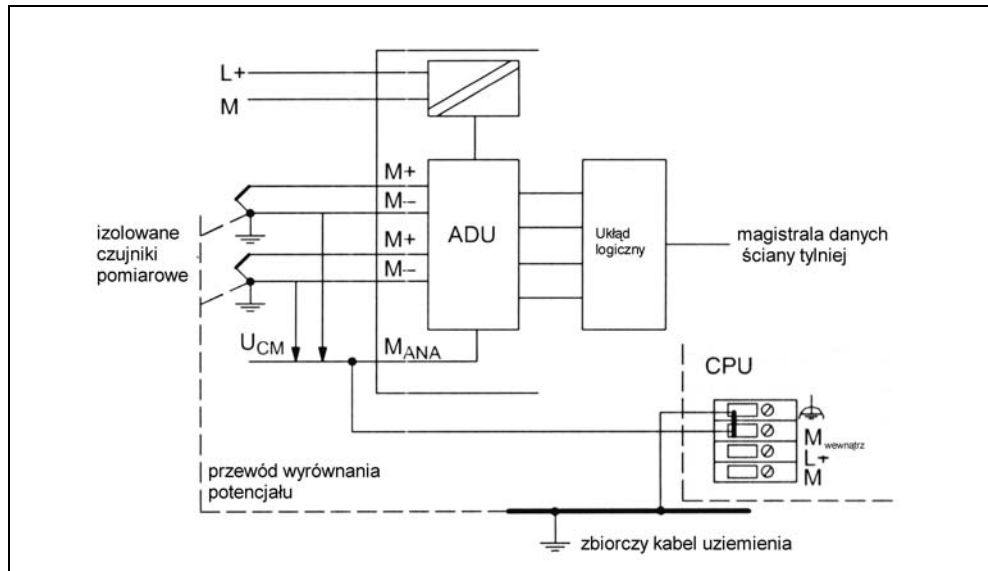 L+
M
M+
M-
M+
M-
izolowane
czujniki
pomiarowe
ADU
Układ
logiczny
magistrala danych
ściany tylniej
UCM
MANA
CPU
Mwewnątrz
L+
M
przewód wyrównania
potencjału
zbiorczy kabel uziemienia